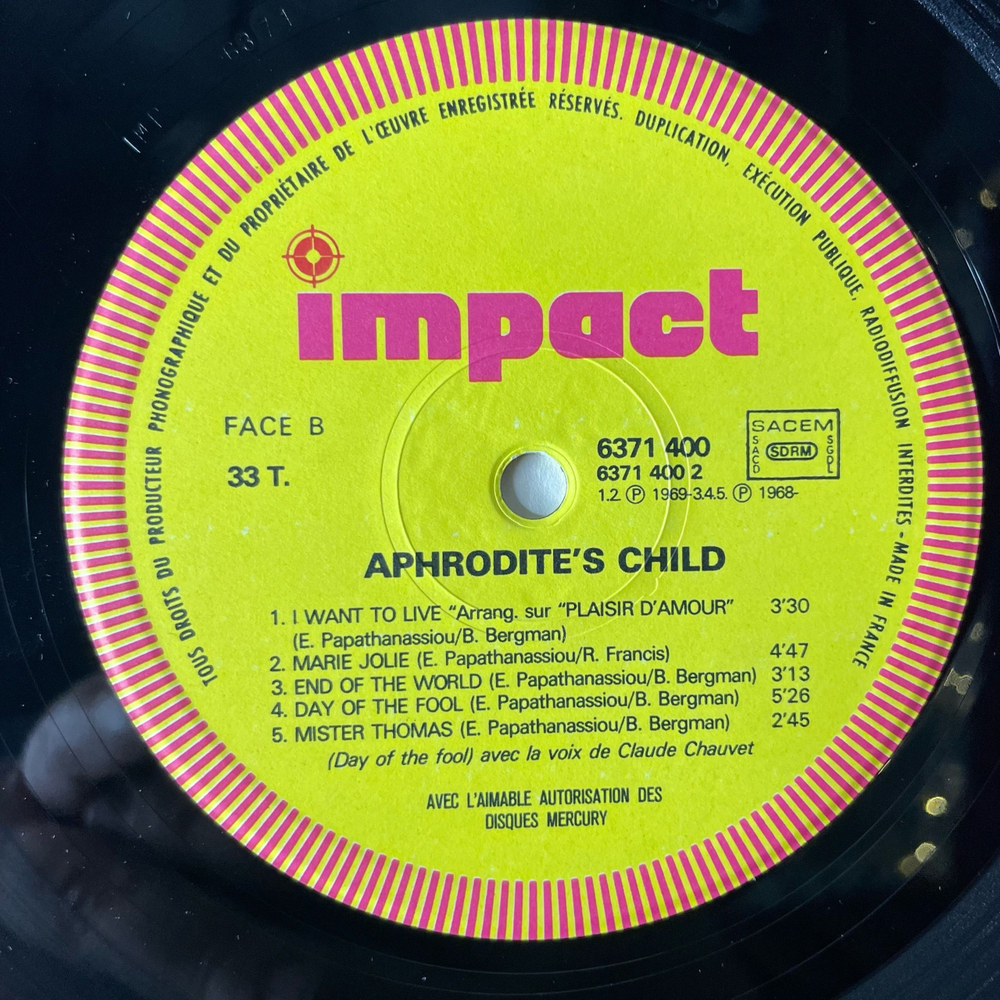 TOUS DROITS DU PRODUCTEUR PHONOGRAPHIQUE ET DU PROPRIÉTAIRE DE L'ŒUVRE ENREGISTRÉE RÉSERVÉS. DUPLICATION, EXÉCUTION PUBLIQUE, RADIODIFFUSION INTERDITES - MADE IN FRANCE
impact
FACE B
33 T.
6371 400
6371 400 2
1.2. Ⓟ 1969-3.4.5. Ⓟ 1968-
SACEM
SACD
SDRM
SGDL
APHRODITE'S CHILD
1. I WANT TO LIVE "Arrang. sur "PLAISIR D'AMOUR" 3'30
(E. Papathanassiou/B. Bergman)
2. MARIE JOLIE (E. Papathanassiou/R. Francis) 4'47
3. END OF THE WORLD (E. Papathanassiou/B. Bergman) 3'13
4. DAY OF THE FOOL (E. Papathanassiou/B. Bergman) 5'26
5. MISTER THOMAS (E. Papathanassiou/B. Bergman) 2'45
(Day of the fool) avec la voix de Claude Chauvet
AVEC L'AIMABLE AUTORISATION DES
DISQUES MERCURY